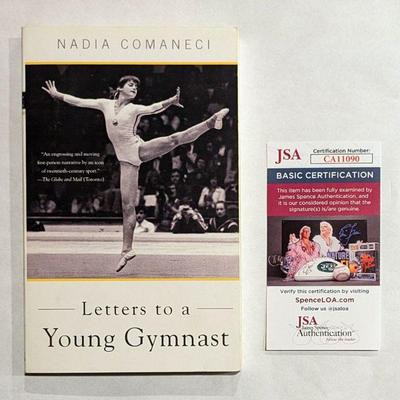 NADIA COMANECI
"An engrossing and moving
first-person narrative by an icon
of twentieth-century sport."
—The Globe and Mail (Toronto)
Letters to a
Young Gymnast
JSA
Certification Number:
CA11090
BASIC CERTIFICATION
This item has been fully examined by
James Spence Authentication, and
it is our considered opinion that the
signature(s) is/are genuine.
Verify this certification by visiting
SpenceLOA.com
Follow us @jsaloa
JSA
James Spence
Authentication